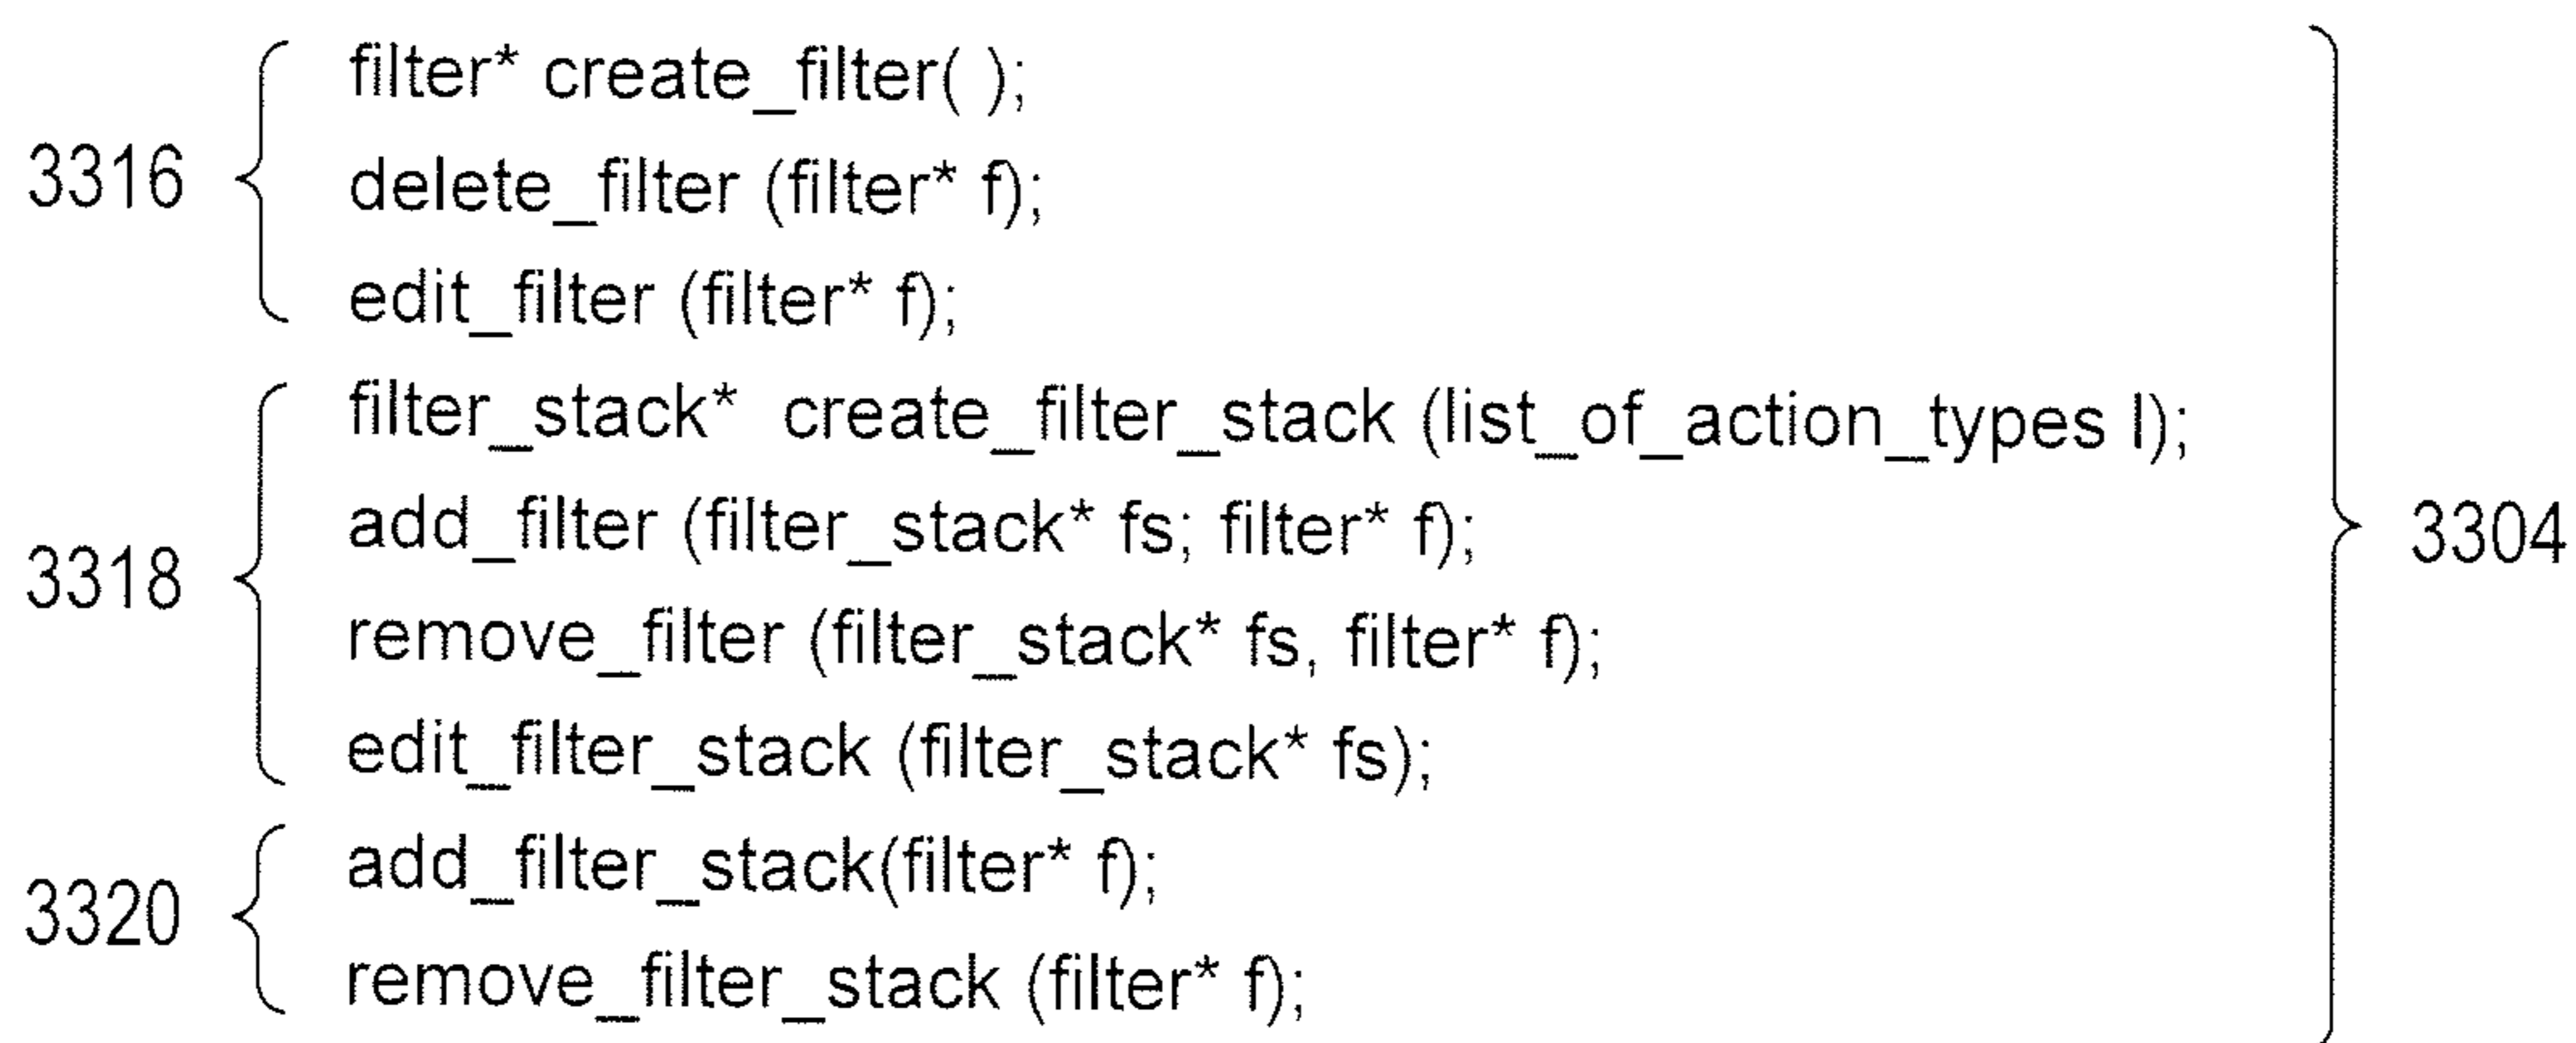 filter* create_filter( );
3316 delete_filter (filter* f);
edit_filter (filter* f);
filter_stack* create_filter_stack (list_of_action_types l);
add_filter (filter_stack* fs; filter* f);
3318
3304
remove_filter (filter_stack* fs, filter* f);
edit_filter_stack (filter_stack* fs);
add_filter_stack(filter* f);
3320
remove_filter_stack (filter* f);